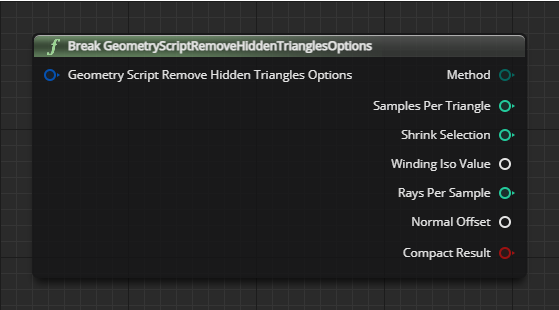 f Break GeometryScriptRemoveHiddenTrianglesOptions
Geometry Script Remove Hidden Triangles Options
Method
Samples Per Triangle
Shrink Selection
Winding Iso Value
Rays Per Sample
Normal Offset
Compact Result